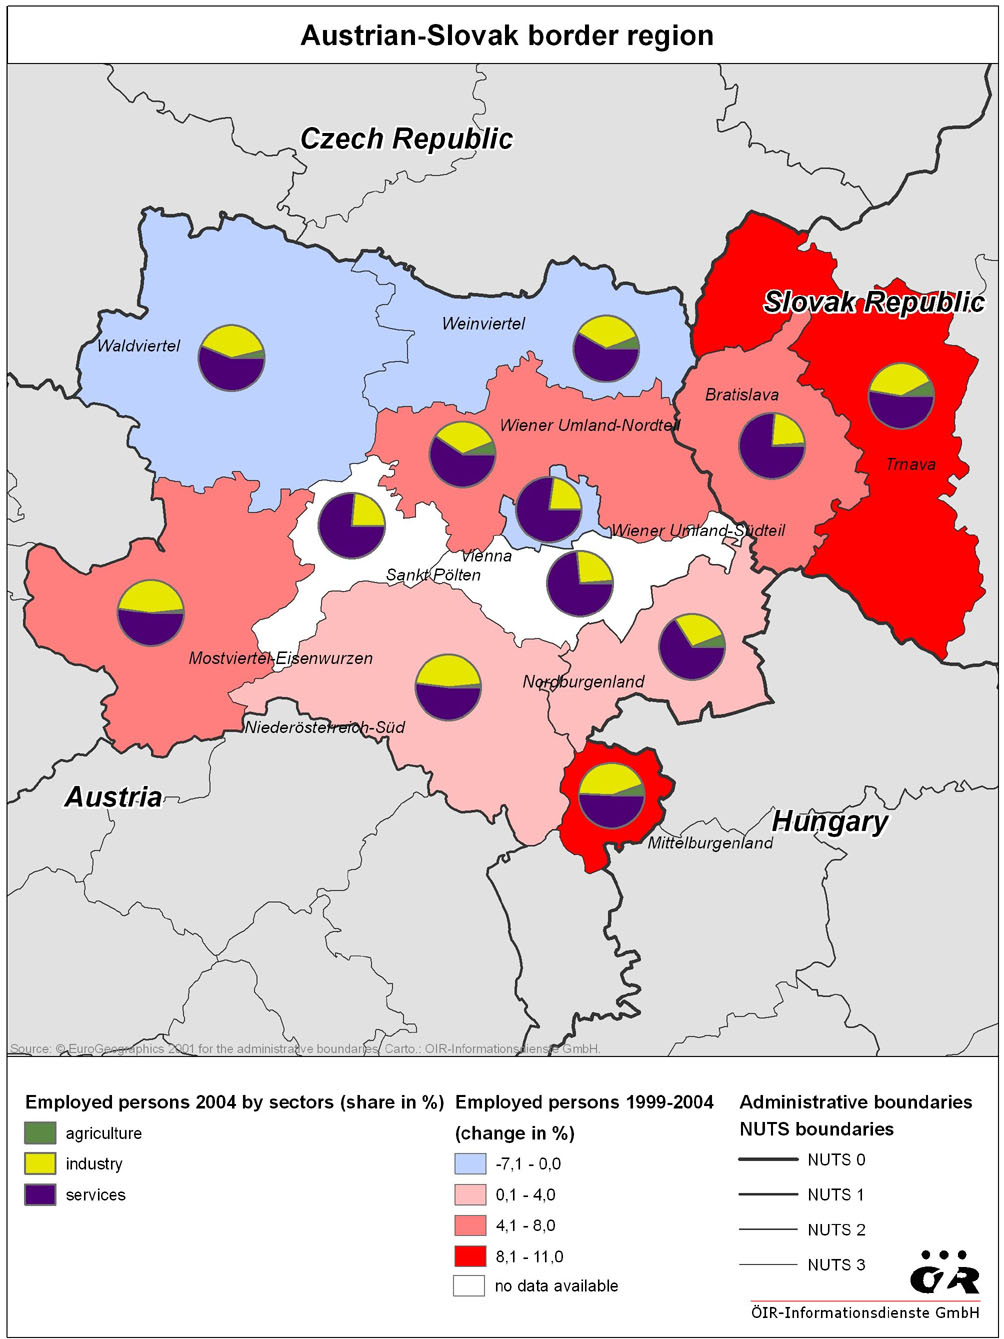 Austrian-Slovak border region
Czech Republic
Slovak Republic
Weinviertel
Waldviertel
Bratislava
Wiener Umland-Nordteil
Trnava
Wiener Umland-Südteil
Vienna
Sankt Pölten
Mostviertel-Eisenwurzen
Nordburgenland
Niederösterreich-Süd
Austria
Hungary
Mittelburgenland
Source: © EuroGeographics 2001 for the administrative boundaries, Carto.: ÖIR-Informationsdienste GmbH.
Employed persons 2004 by sectors (share in %)
agriculture
industry
services
Employed persons 1999-2004
(change in %)
-7,1 - 0,0
0,1 - 4,0
4,1 - 8,0
8,1 - 11,0
no data available
Administrative boundaries
NUTS boundaries
NUTS 0
NUTS 1
NUTS 2
NUTS 3
ÖIR
ÖIR-Informationsdienste GmbH